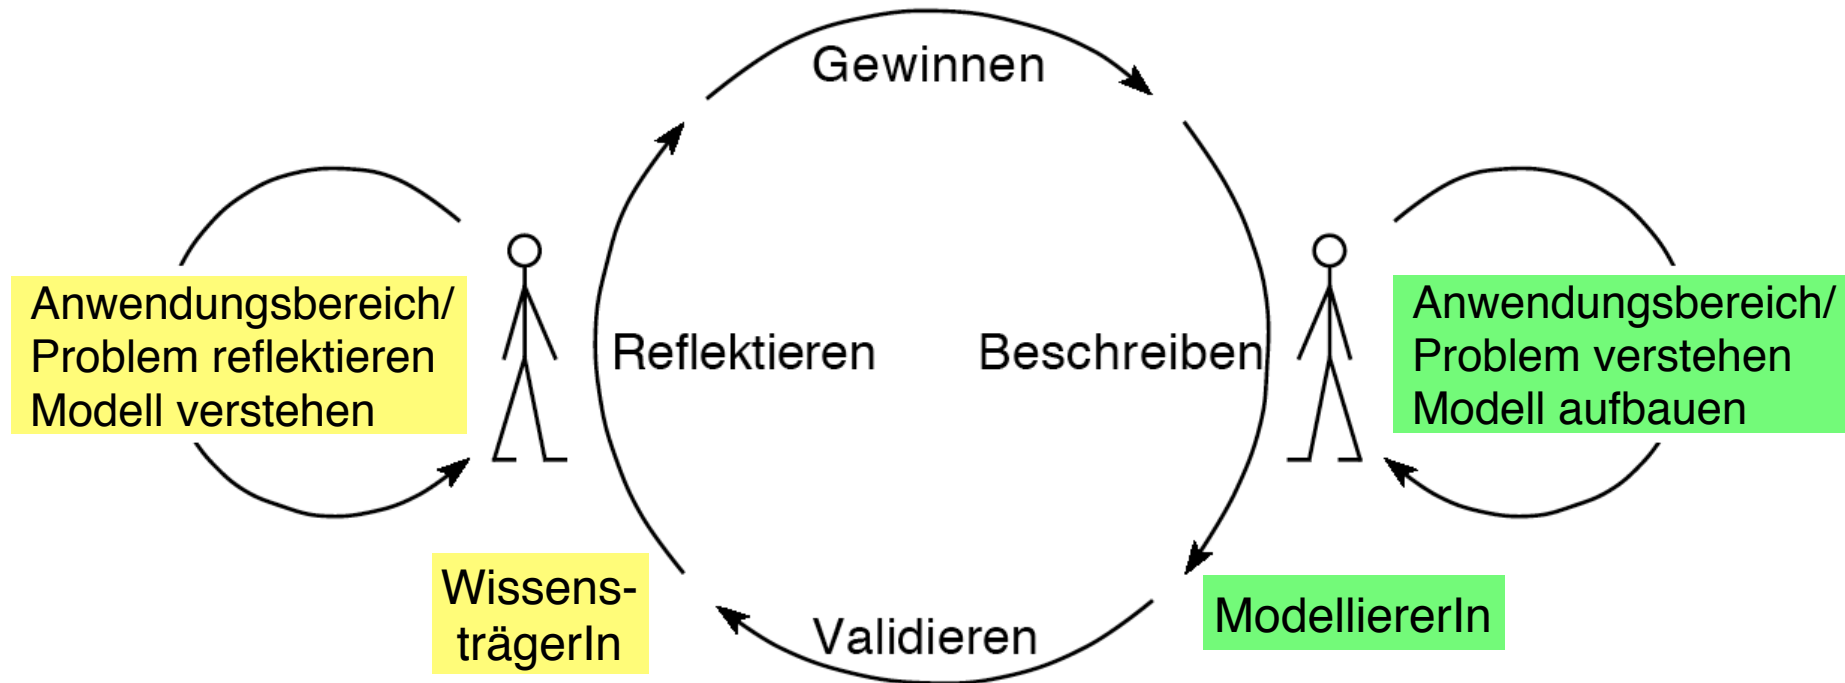 Gewinnen
Anwendungsbereich/
Problem reflektieren
Modell verstehen
Reflektieren
Beschreiben
Anwendungsbereich/
Problem verstehen
Modell aufbauen
Wissens-
trägerIn
Validieren
ModelliererIn